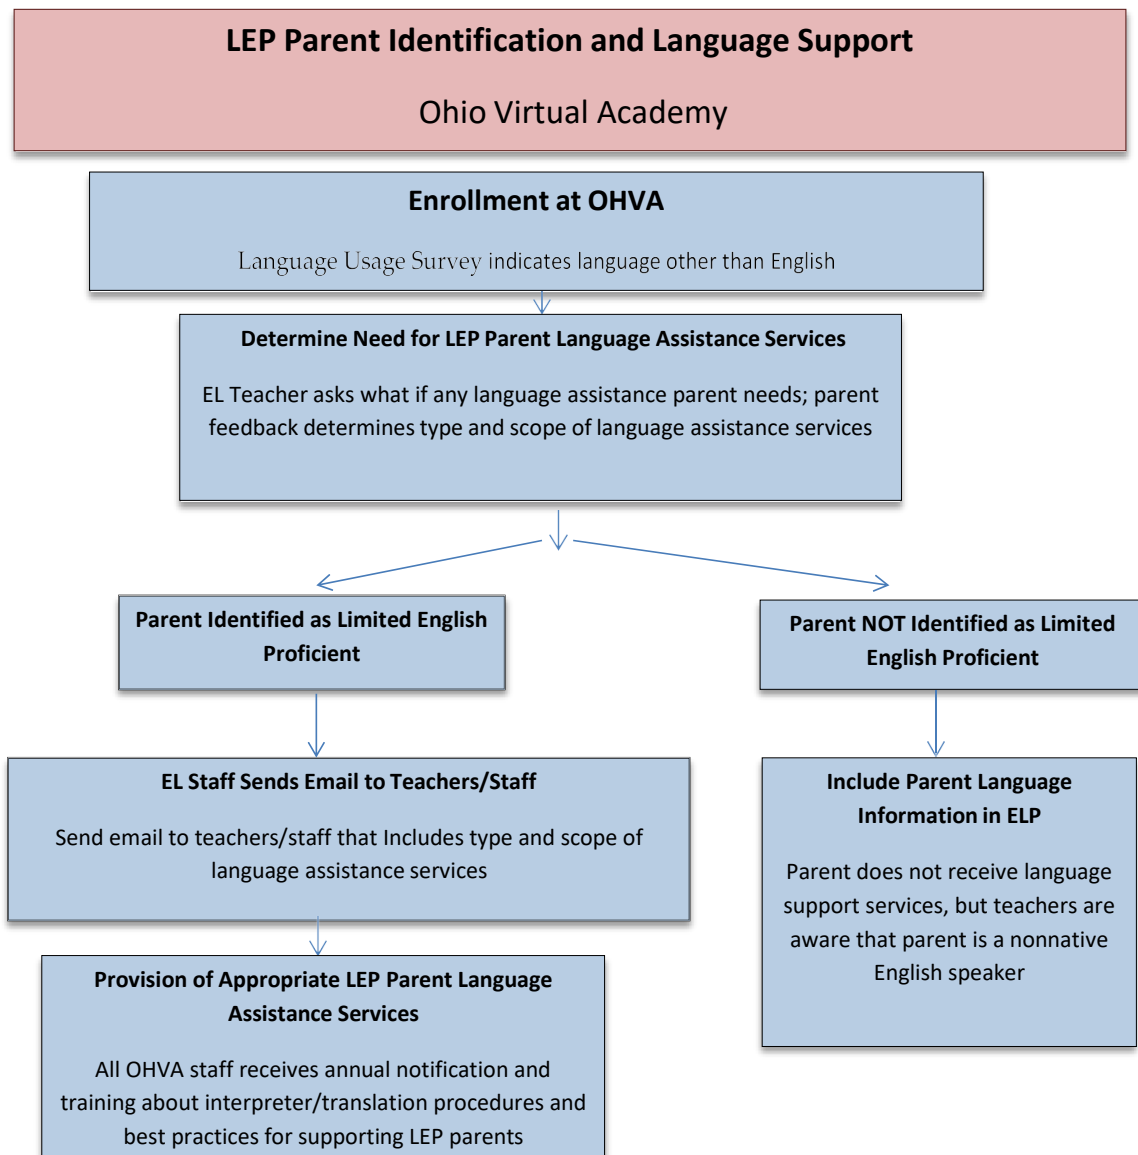 LEP Parent Identification and Language Support
Ohio Virtual Academy
Enrollment at OHVA
Language Usage Survey indicates language other than English
Determine Need for LEP Parent Language Assistance Services
EL Teacher asks what if any language assistance parent needs; parent
feedback determines type and scope of language assistance services
Parent Identified as Limited English
Proficient
Parent NOT Identified as Limited
English Proficient
EL Staff Sends Email to Teachers/Staff
Send email to teachers/staff that Includes type and scope of
language assistance services
Include Parent Language
Information in ELP
Parent does not receive language
support services, but teachers are
aware that parent is a nonnative
English speaker
Provision of Appropriate LEP Parent Language
Assistance Services
All OHVA staff receives annual notification and
training about interpreter/translation procedures and
best practices for supporting LEP parents